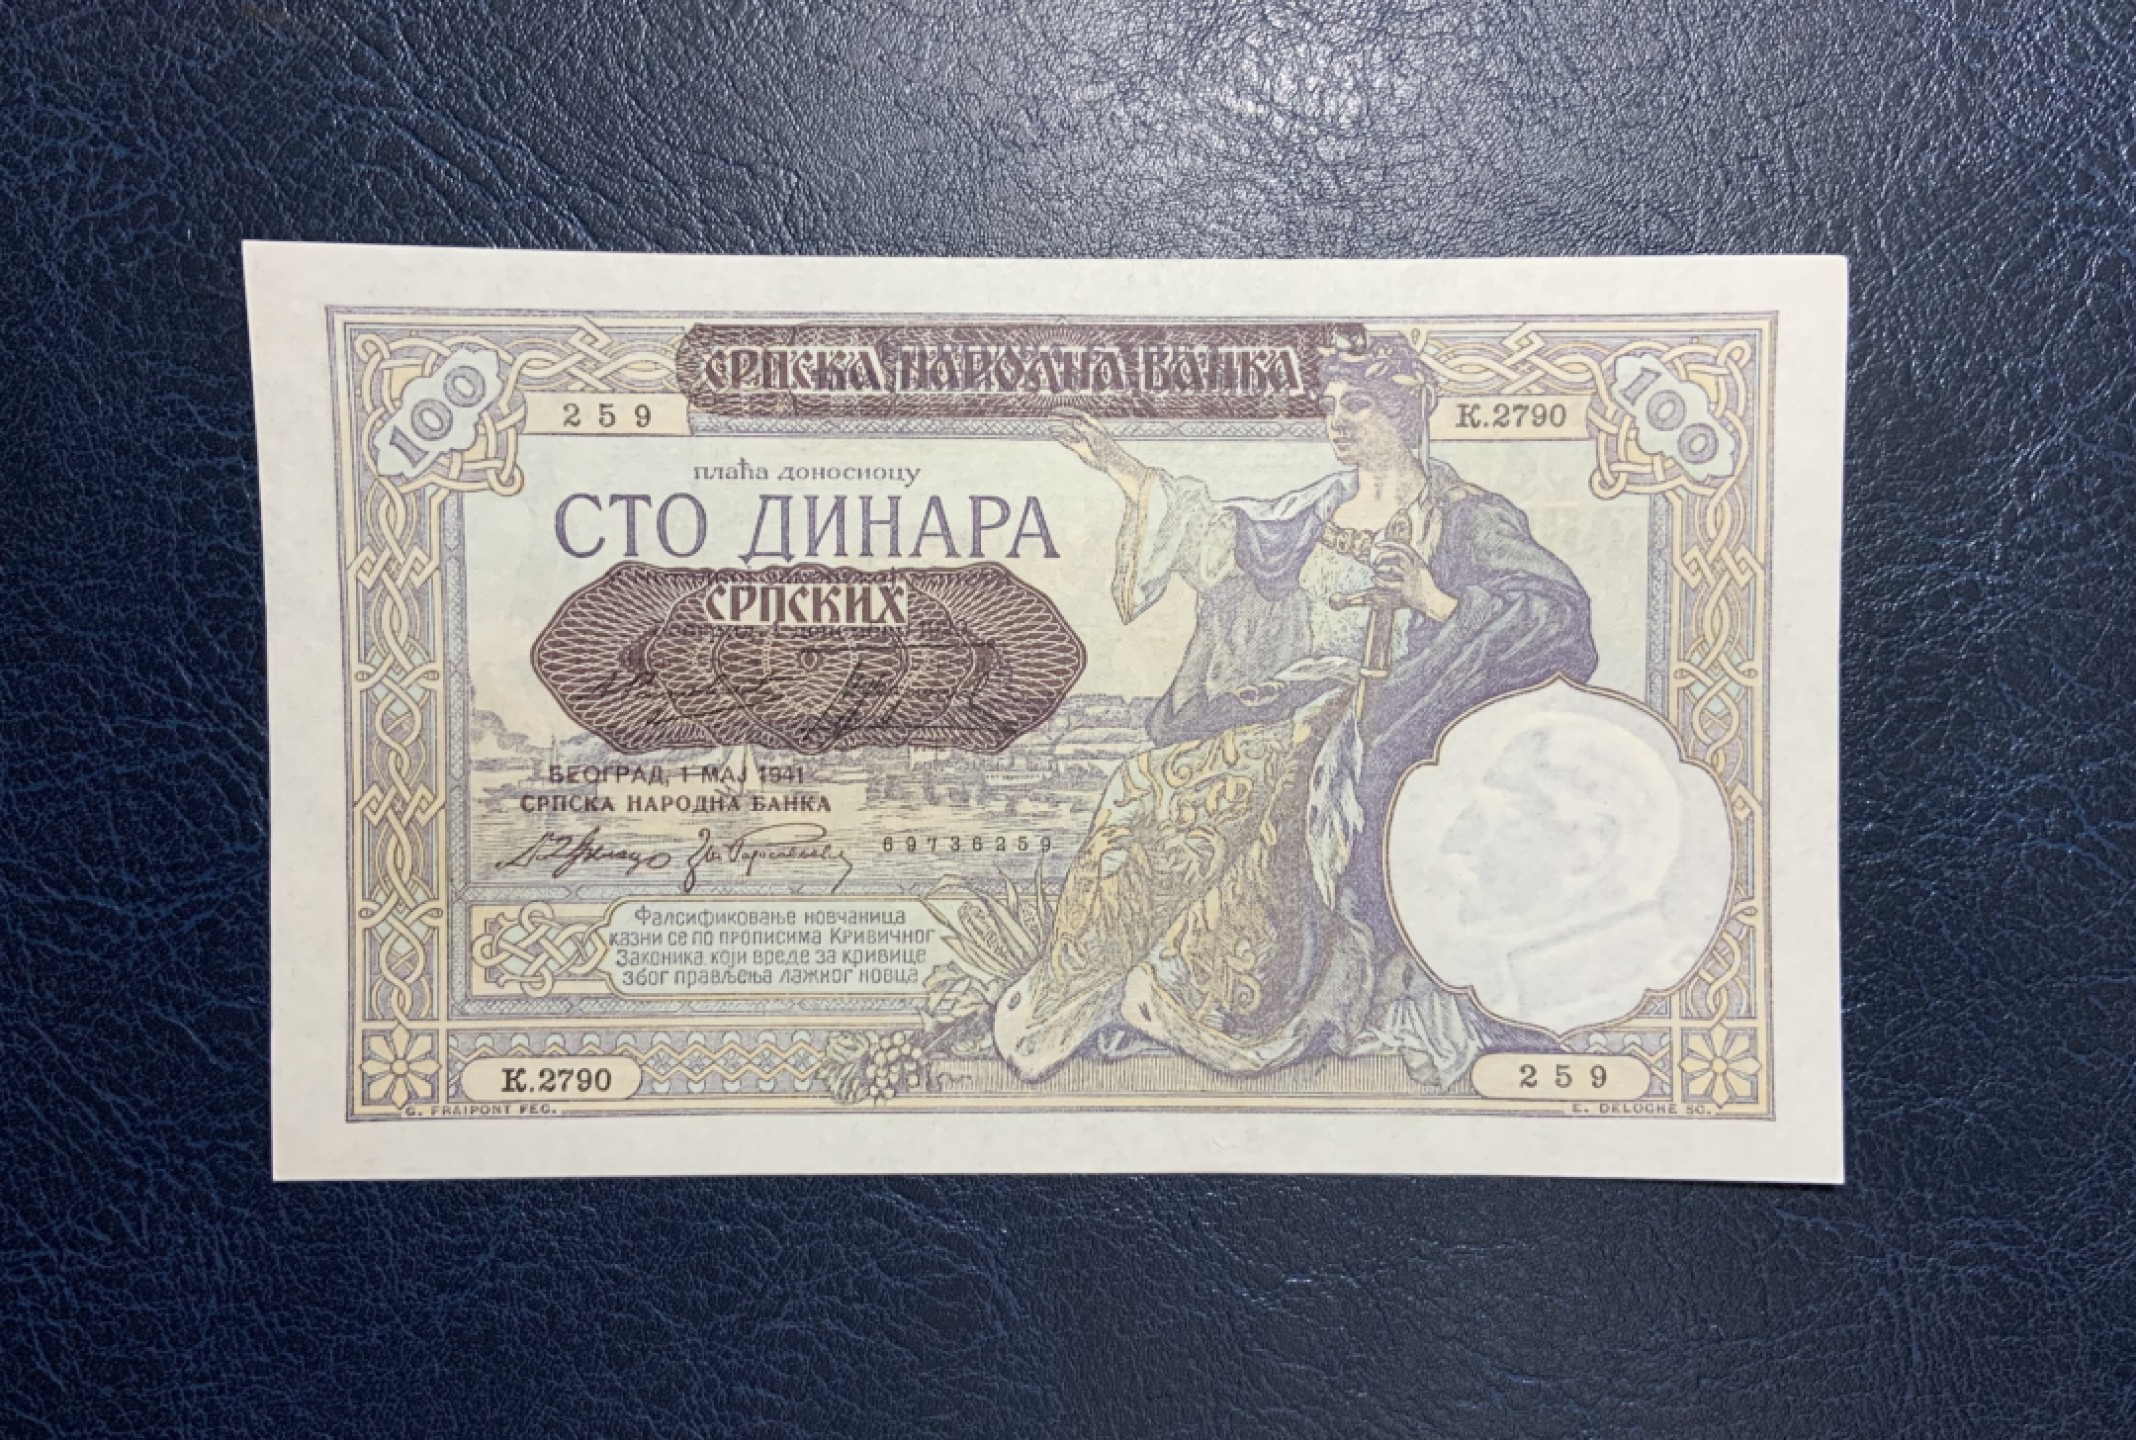 СРПСКА НАРОДНА БАНКА
100
100
259
К.2790
плаћа доносиоцу
СТО ДИНАРА
СРПСКИХ
БЕОГРАД, 1 МАЈ 1941
СРПСКА НАРОДНА БАНКА
69736259
Фалсификовање новчаница
казни се по прописима Кривичног
Законика, који вреде за кривице
због прављења лажног новца
К.2790
259
G. FRAIPONT FEC.
E. DELOCHE SC.